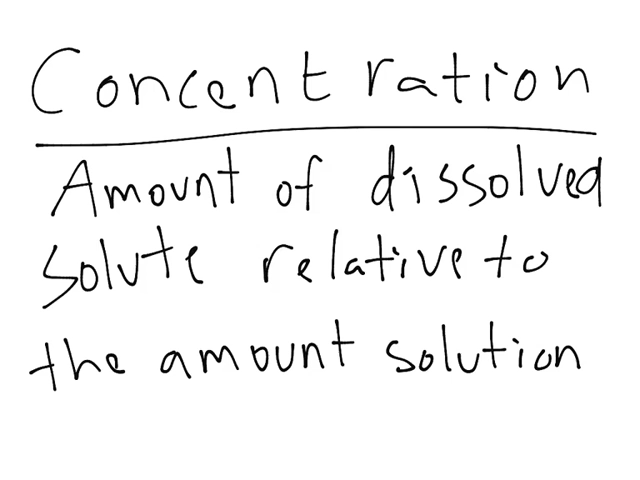 Concentration
Amount of dissolved
solute relative to
the amount solution